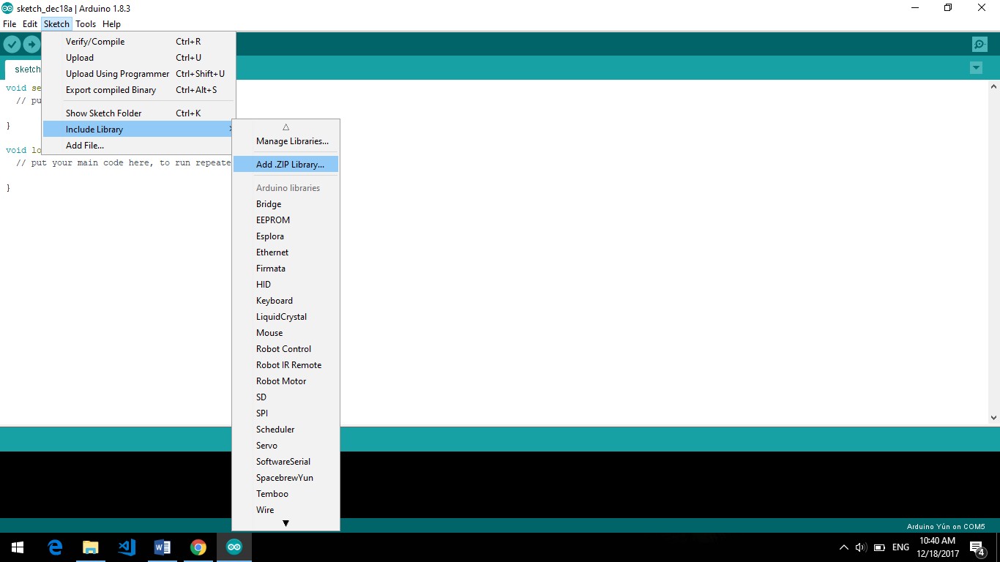 sketch_dec18a | Arduino 1.8.3
File Edit Sketch Tools Help
Verify/Compile Ctrl+R
Upload Ctrl+U
Upload Using Programmer Ctrl+Shift+U
Export compiled Binary Ctrl+Alt+S
Show Sketch Folder Ctrl+K
Include Library
Add File...
sketch
void se
// pu
}
void lo
// put your main code here, to run repeate
}
Manage Libraries...
Add .ZIP Library...
Arduino libraries
Bridge
EEPROM
Esplora
Ethernet
Firmata
HID
Keyboard
LiquidCrystal
Mouse
Robot Control
Robot IR Remote
Robot Motor
SD
SPI
Scheduler
Servo
SoftwareSerial
SpacebrewYun
Temboo
Wire
Arduino Yún on COM5
ENG
10:40 AM
12/18/2017
4